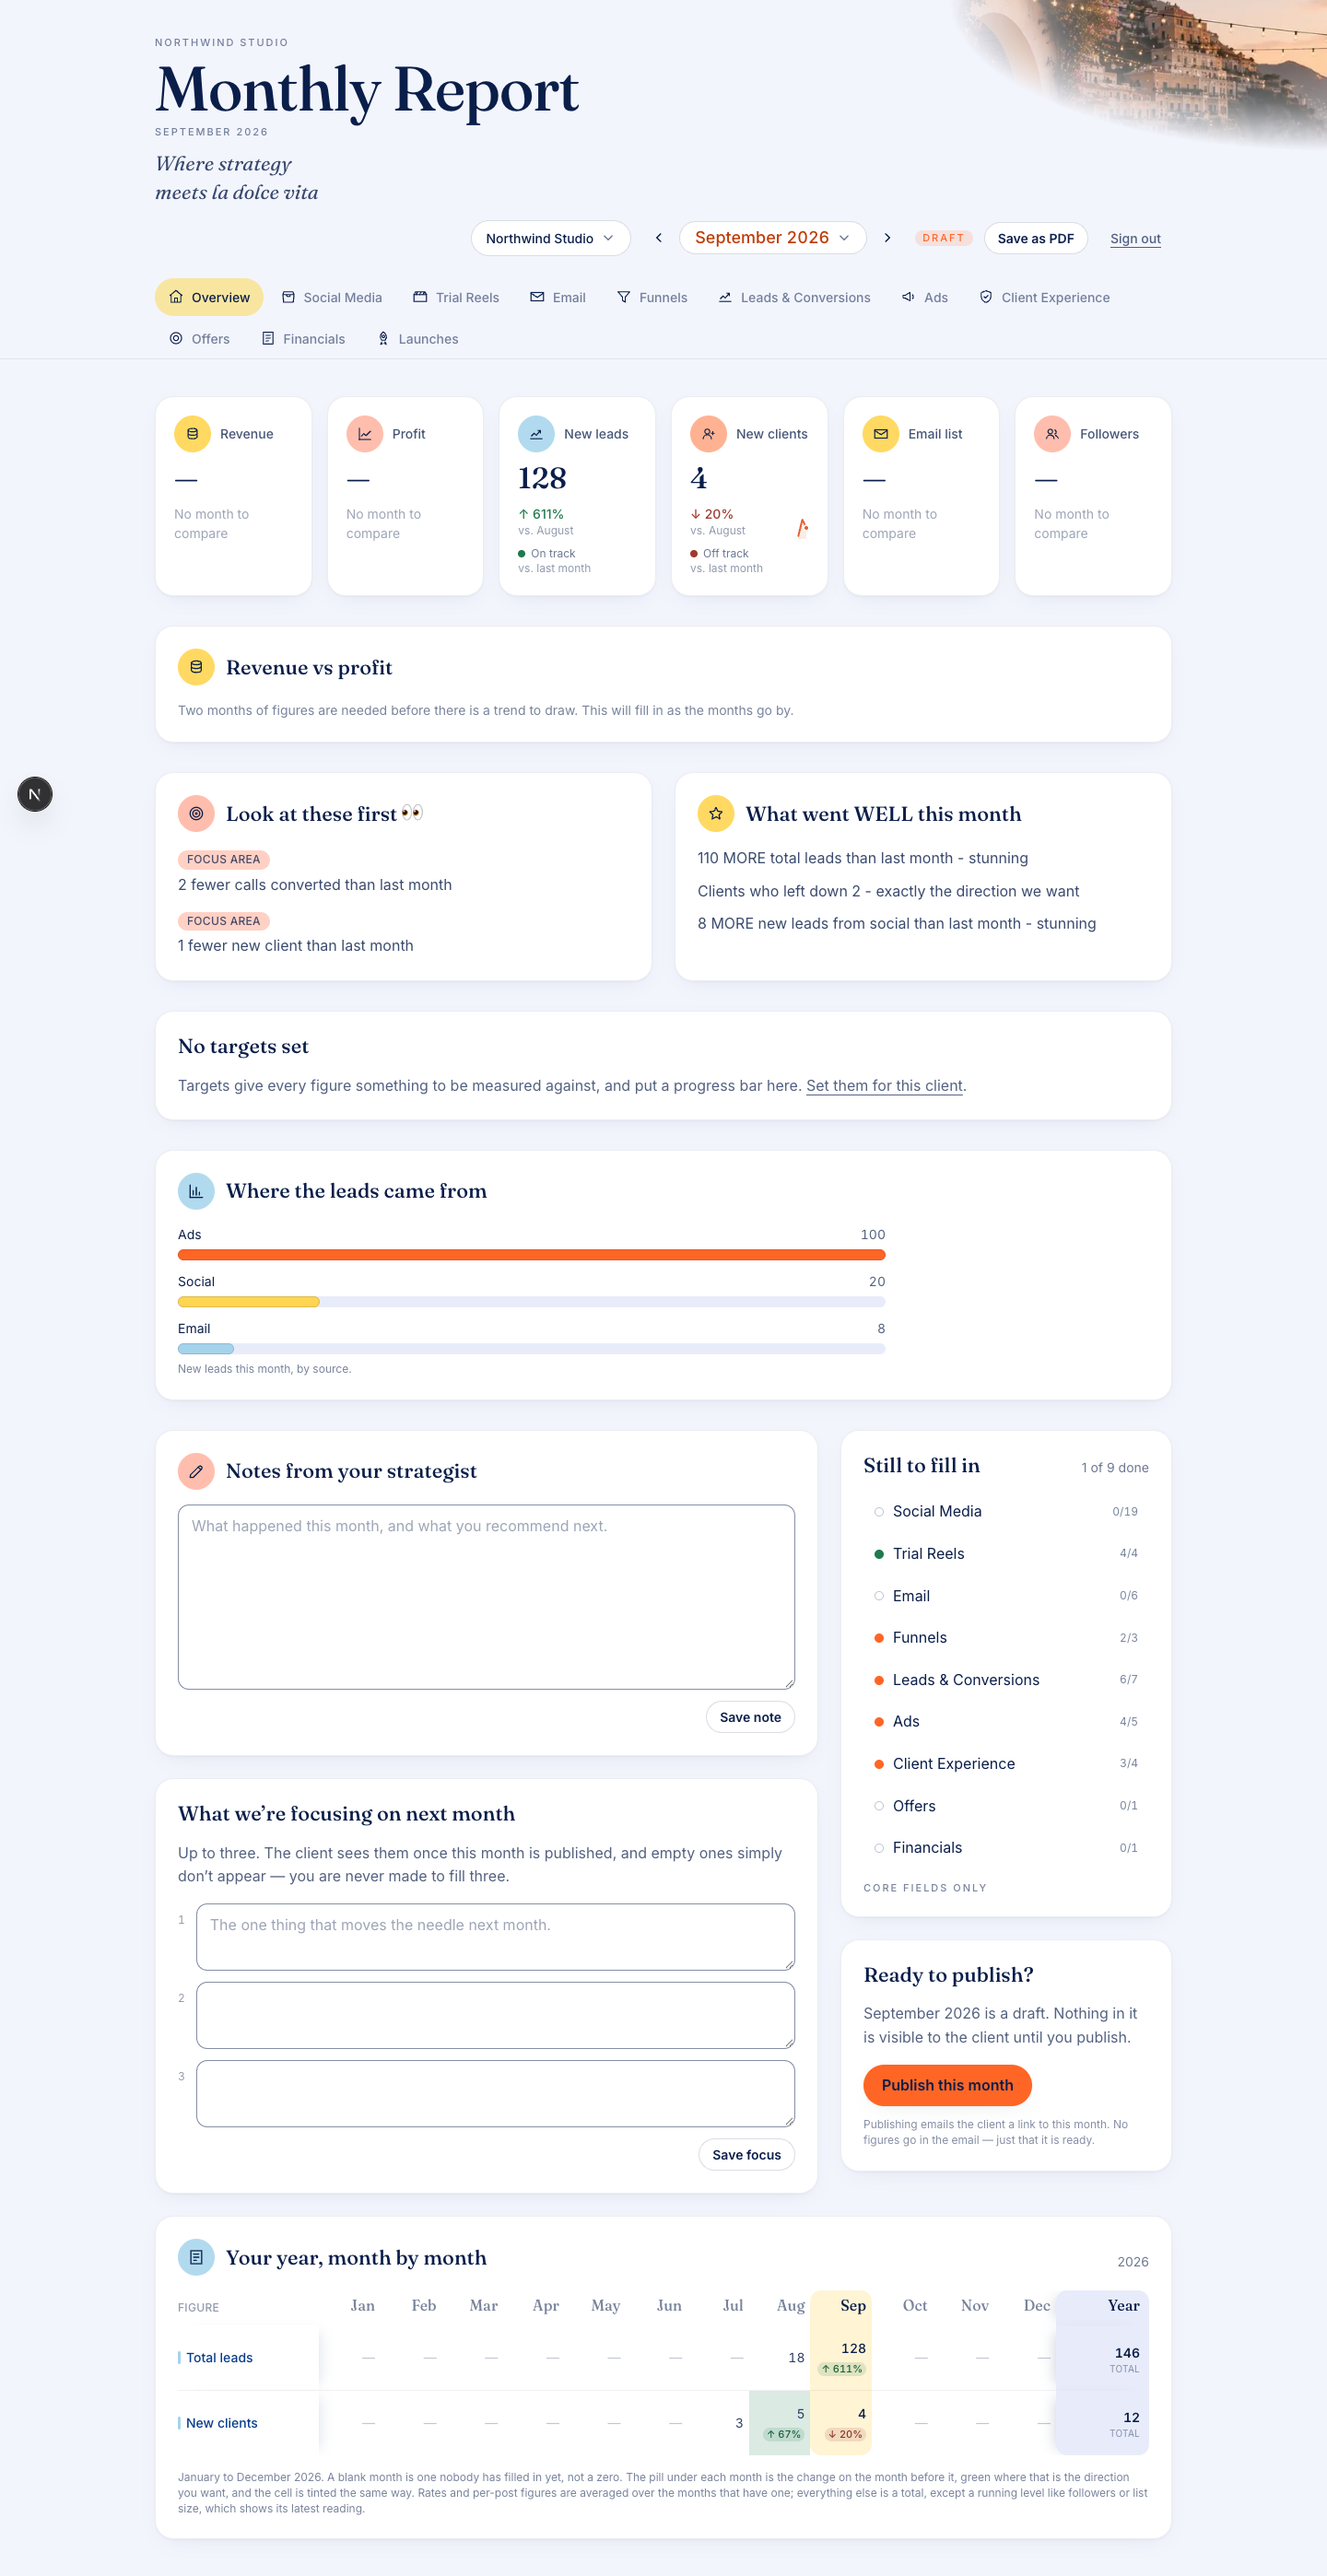 NORTHWIND STUDIO
Monthly Report
SEPTEMBER 2026
Where strategy
meets la dolce vita
Northwind Studio
September 2026
DRAFT
Save as PDF
Sign out
Overview
Social Media
Trial Reels
Email
Funnels
Leads & Conversions
Ads
Client Experience
Offers
Financials
Launches
Revenue
—
No month to
compare
Profit
—
No month to
compare
New leads
128
↑ 611%
vs. August
On track
vs. last month
New clients
4
↓ 20%
vs. August
Off track
vs. last month
Email list
—
No month to
compare
Followers
—
No month to
compare
Revenue vs profit
Two months of figures are needed before there is a trend to draw. This will fill in as the months go by.
N
Look at these first 👀
FOCUS AREA
2 fewer calls converted than last month
FOCUS AREA
1 fewer new client than last month
What went WELL this month
110 MORE total leads than last month - stunning
Clients who left down 2 - exactly the direction we want
8 MORE new leads from social than last month - stunning
No targets set
Targets give every figure something to be measured against, and put a progress bar here. Set them for this client.
Where the leads came from
Ads 100
Social 20
Email 8
New leads this month, by source.
Notes from your strategist
What happened this month, and what you recommend next.
Save note
What we’re focusing on next month
Up to three. The client sees them once this month is published, and empty ones simply
don’t appear — you are never made to fill three.
1 The one thing that moves the needle next month.
2
3
Save focus
Still to fill in 1 of 9 done
Social Media 0/19
Trial Reels 4/4
Email 0/6
Funnels 2/3
Leads & Conversions 6/7
Ads 4/5
Client Experience 3/4
Offers 0/1
Financials 0/1
CORE FIELDS ONLY
Ready to publish?
September 2026 is a draft. Nothing in it
is visible to the client until you publish.
Publish this month
Publishing emails the client a link to this month. No
figures go in the email — just that it is ready.
Your year, month by month 2026
FIGURE Jan Feb Mar Apr May Jun Jul Aug Sep Oct Nov Dec Year
Total leads — — — — — — — 18 128 — — — 146
↑ 611% TOTAL
New clients — — — — — — 3 5 4 — — — 12
↑ 67% ↓ 20% TOTAL
January to December 2026. A blank month is one nobody has filled in yet, not a zero. The pill under each month is the change on the month before it, green where that is the direction
you want, and the cell is tinted the same way. Rates and per-post figures are averaged over the months that have one; everything else is a total, except a running level like followers or list
size, which shows its latest reading.